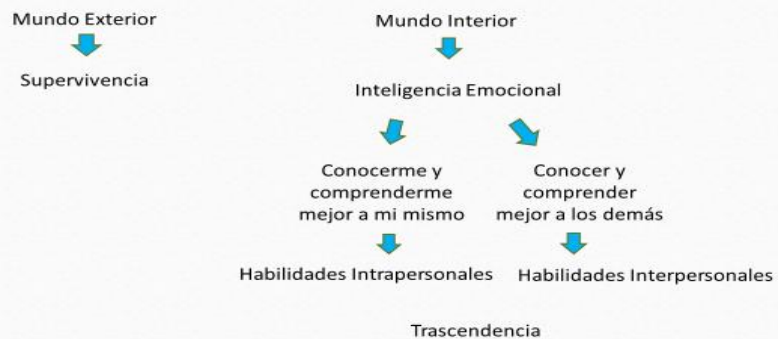 Mundo Exterior
Supervivencia
Mundo Interior
Inteligencia Emocional
Conocerme y
comprenderme
mejor a mi mismo
Conocer y
comprender
mejor a los demás
Habilidades Intrapersonales
Habilidades Interpersonales
Trascendencia